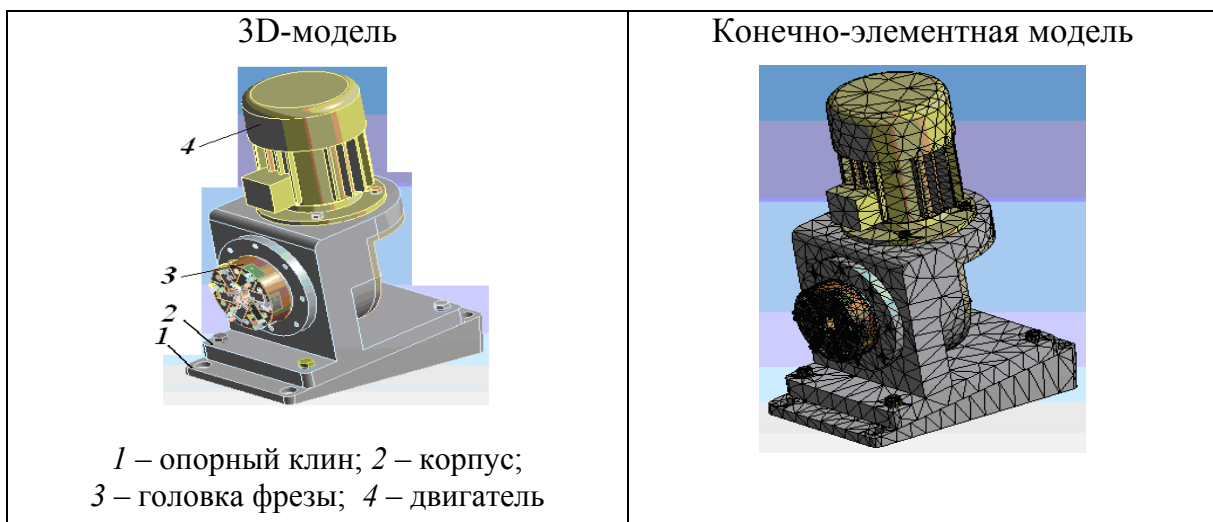 3D-модель
Конечно-элементная модель
4
3
2
1
1 – опорный клин; 2 – корпус;
3 – головка фрезы; 4 – двигатель